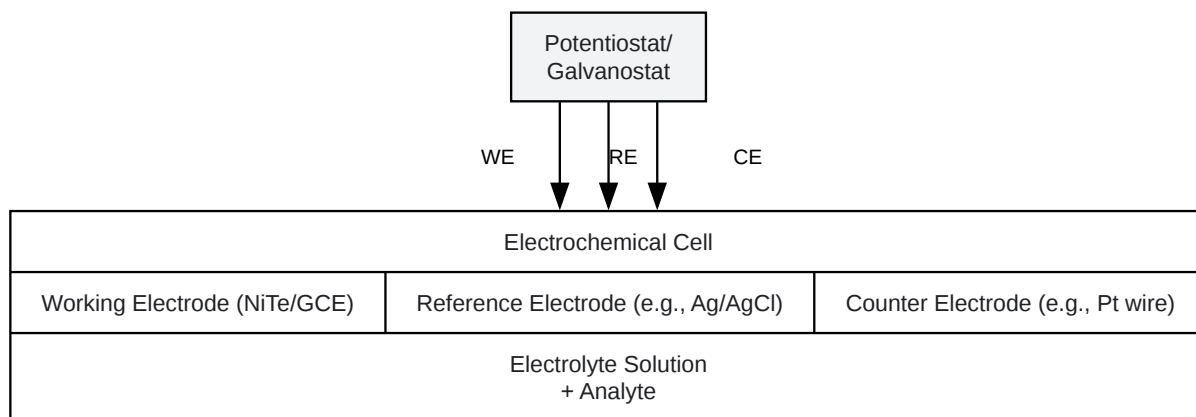 Potentiostat/
Galvanostat
WE RE CE
Electrochemical Cell
Working Electrode (NiTe/GCE) Reference Electrode (e.g., Ag/AgCl) Counter Electrode (e.g., Pt wire)
Electrolyte Solution
+ Analyte